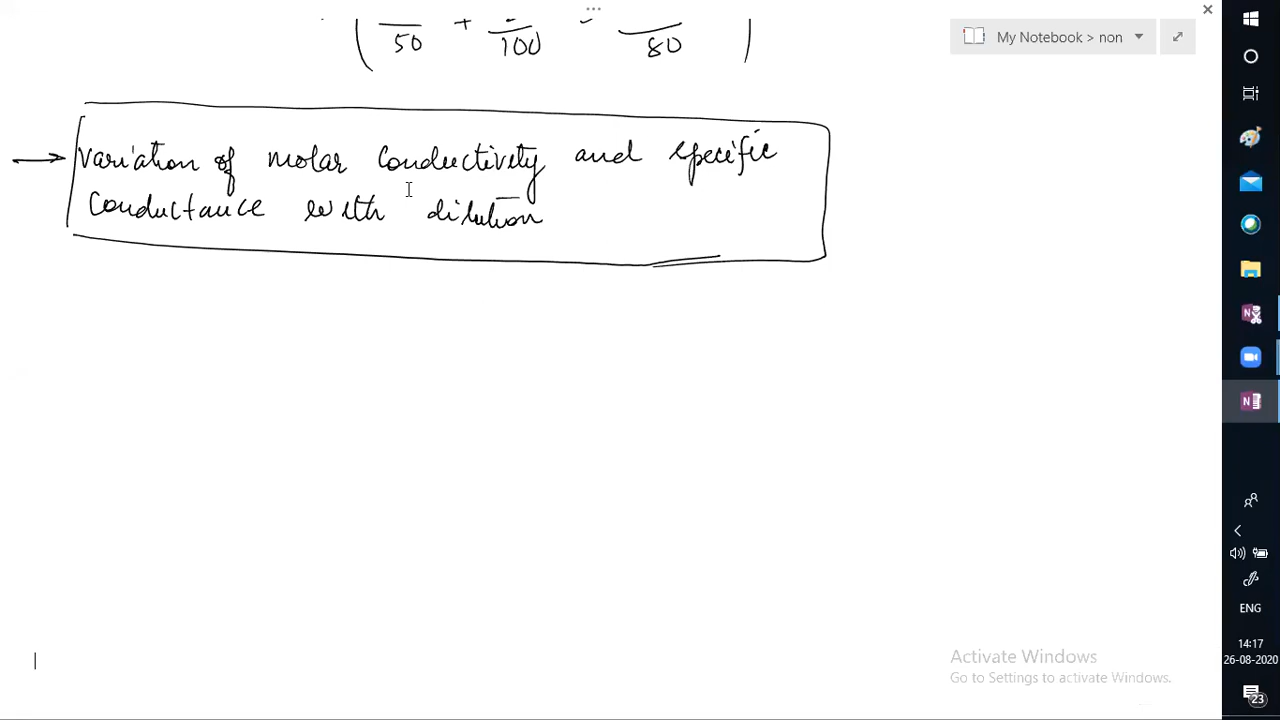 50 + 100 80
My Notebook > non
Variation of molar conductivity and specific
conductance with dilution
ENG
14:17
26-08-2020
Activate Windows
Go to Settings to activate Windows.
23